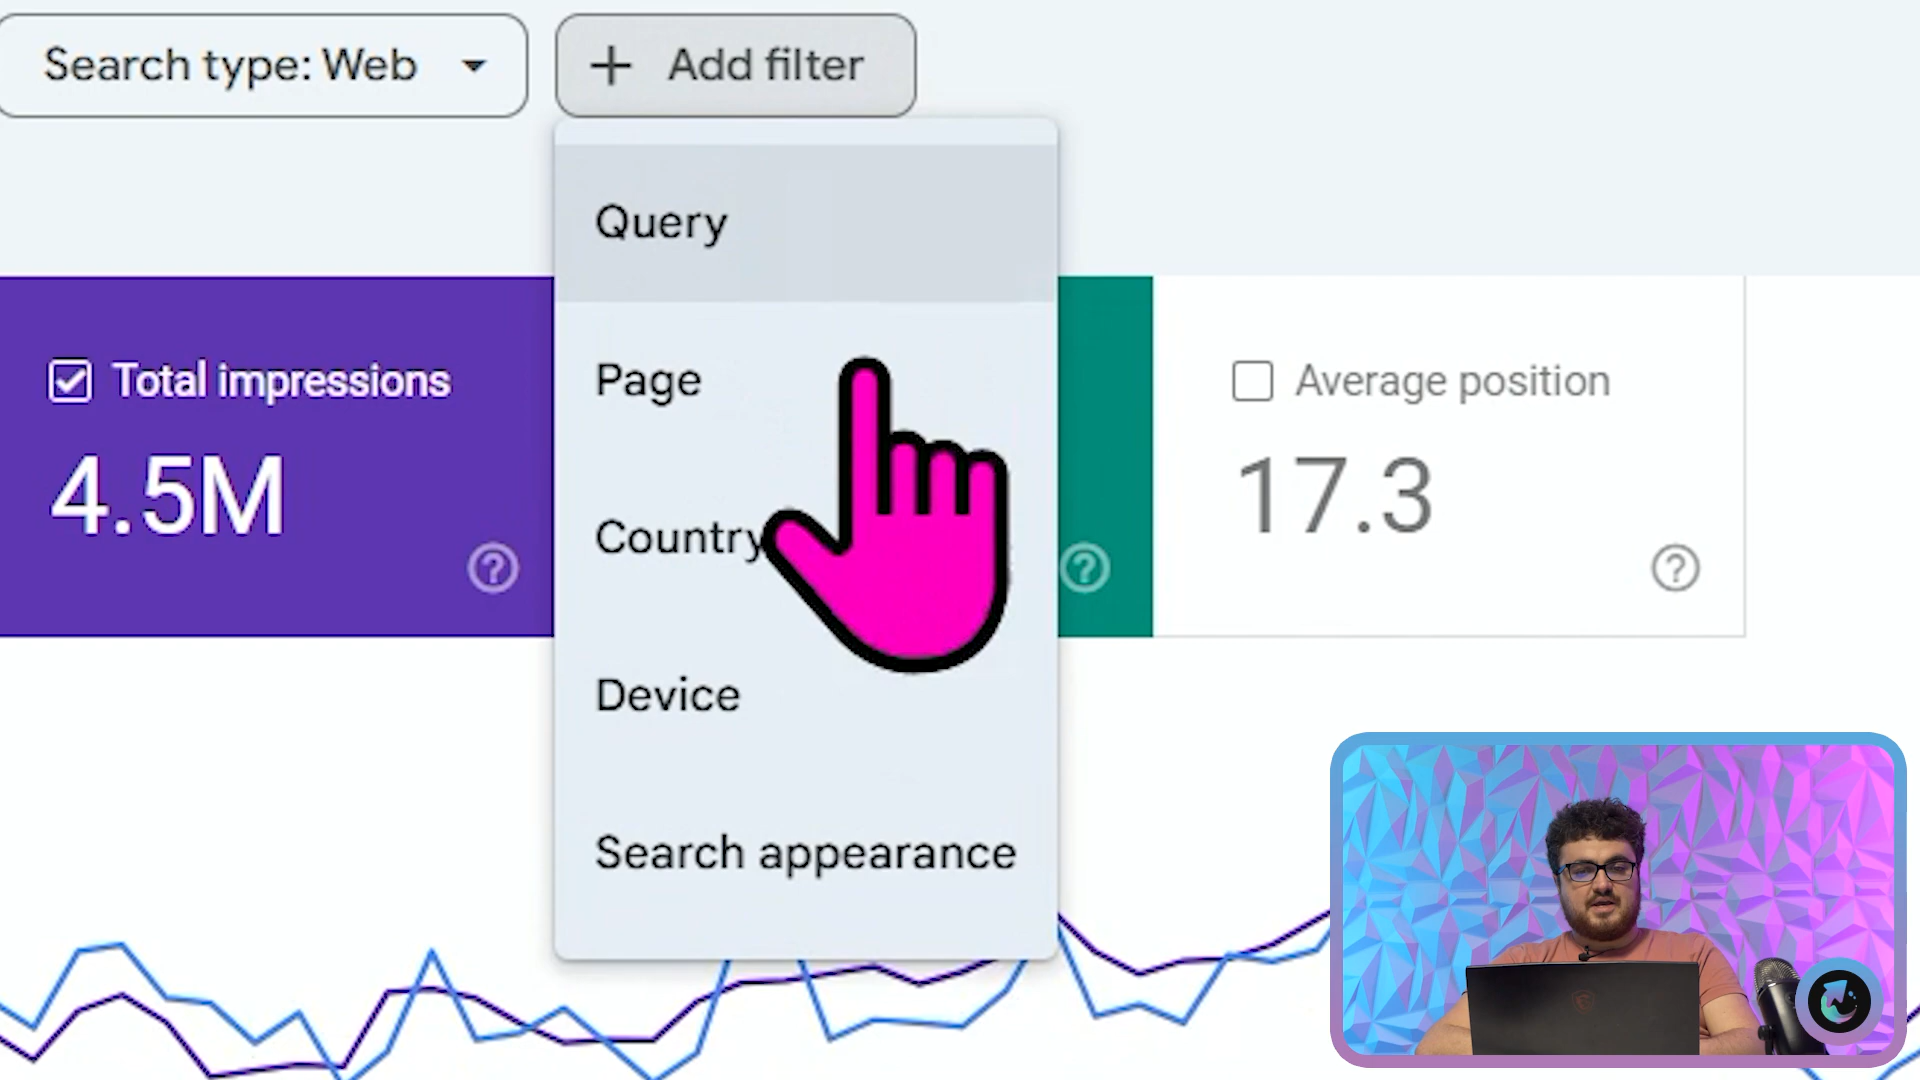 Search type: Web
+ Add filter
Query
Page
Country
Device
Search appearance
Total impressions
4.5M
?
?
Average position
17.3
?